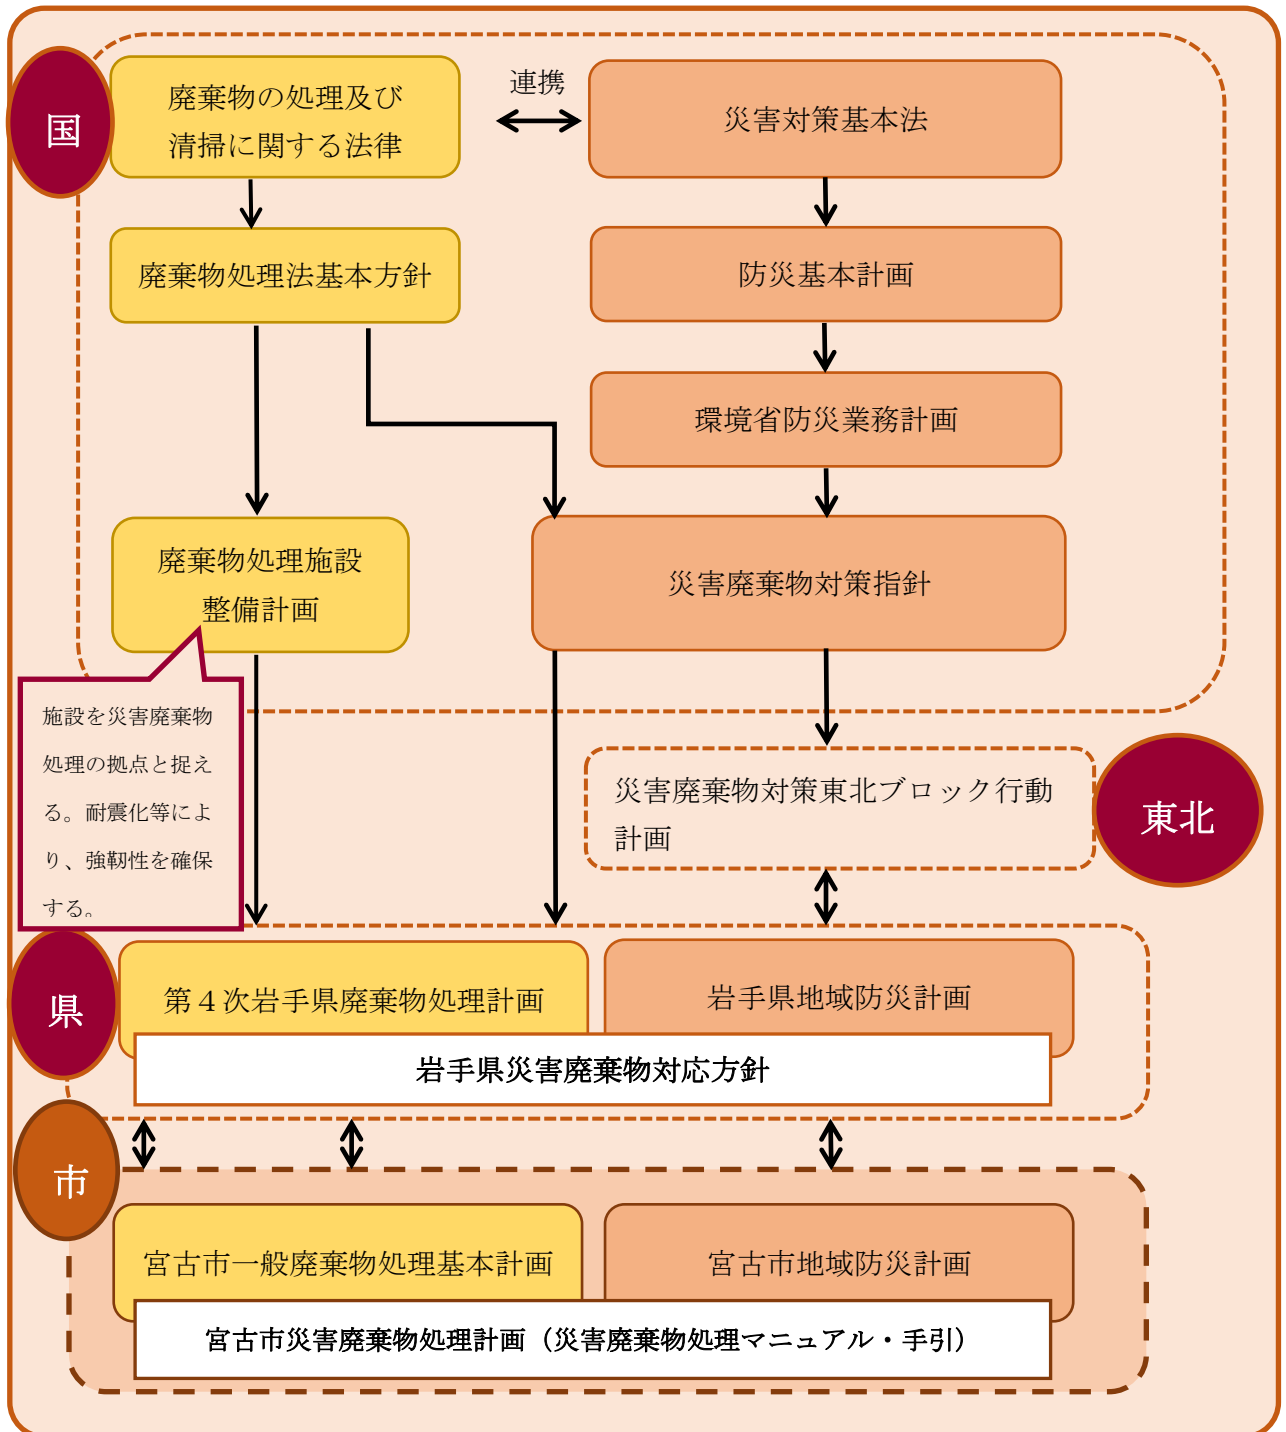 国
廃棄物の処理及び
清掃に関する法律
連携
災害対策基本法
廃棄物処理法基本方針
防災基本計画
環境省防災業務計画
廃棄物処理施設
整備計画
災害廃棄物対策指針
施設を災害廃棄物
処理の拠点と捉え
る。耐震化等によ
り、強靭性を確保
する。
災害廃棄物対策東北ブロック行動
計画
東北
県
第４次岩手県廃棄物処理計画
岩手県地域防災計画
岩手県災害廃棄物対応方針
市
宮古市一般廃棄物処理基本計画
宮古市地域防災計画
宮古市災害廃棄物処理計画（災害廃棄物処理マニュアル・手引）